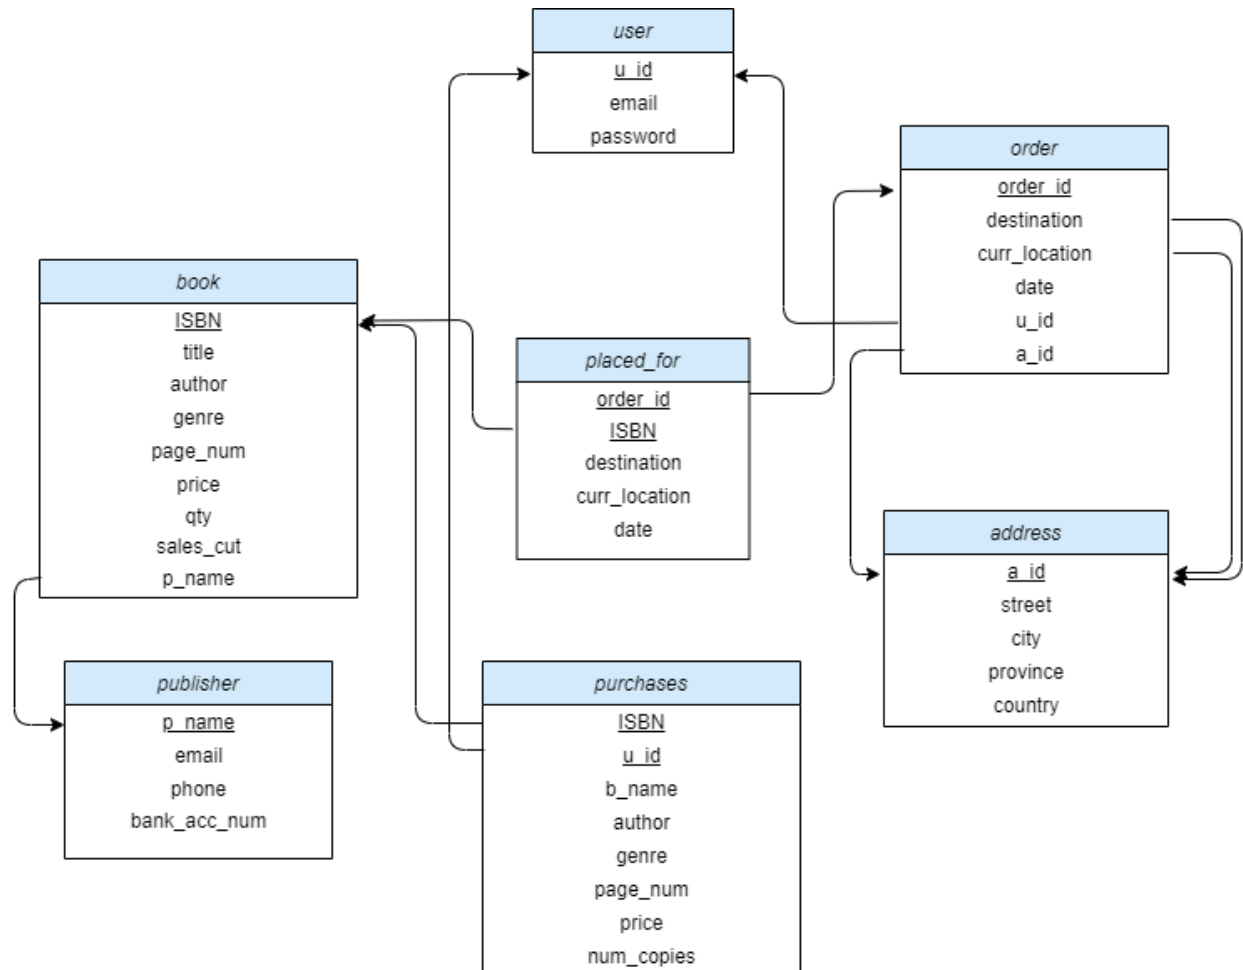 user
u_id
email
password
order
order_id
destination
curr_location
date
u_id
a_id
book
ISBN
title
author
genre
page_num
price
qty
sales_cut
p_name
placed_for
order_id
ISBN
destination
curr_location
date
address
a_id
street
city
province
country
publisher
p_name
email
phone
bank_acc_num
purchases
ISBN
u_id
b_name
author
genre
page_num
price
num_copies